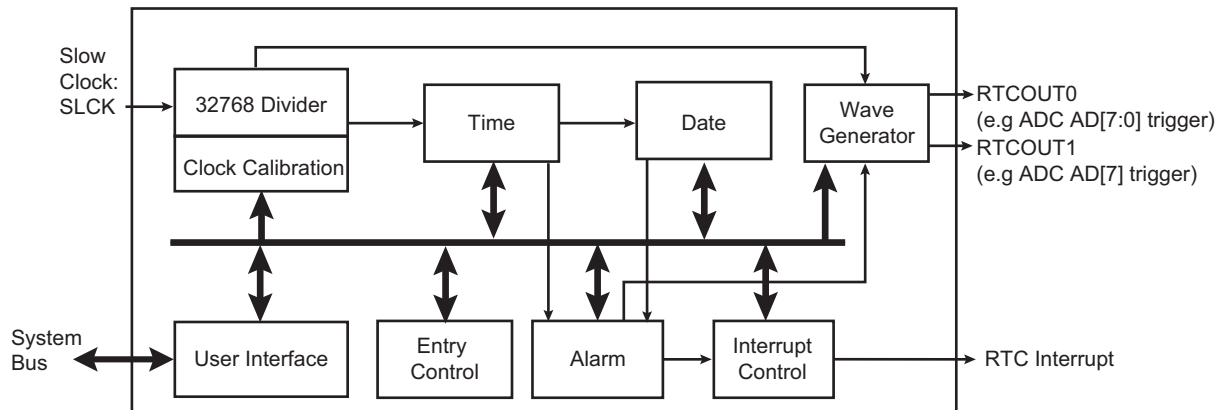 Slow
Clock:
SLCK
32768 Divider
Clock Calibration
Time
Date
Wave
Generator
RTCOUT0
(e.g ADC AD[7:0] trigger)
RTCOUT1
(e.g ADC AD[7] trigger)
System
Bus
User Interface
Entry
Control
Alarm
Interrupt
Control
RTC Interrupt